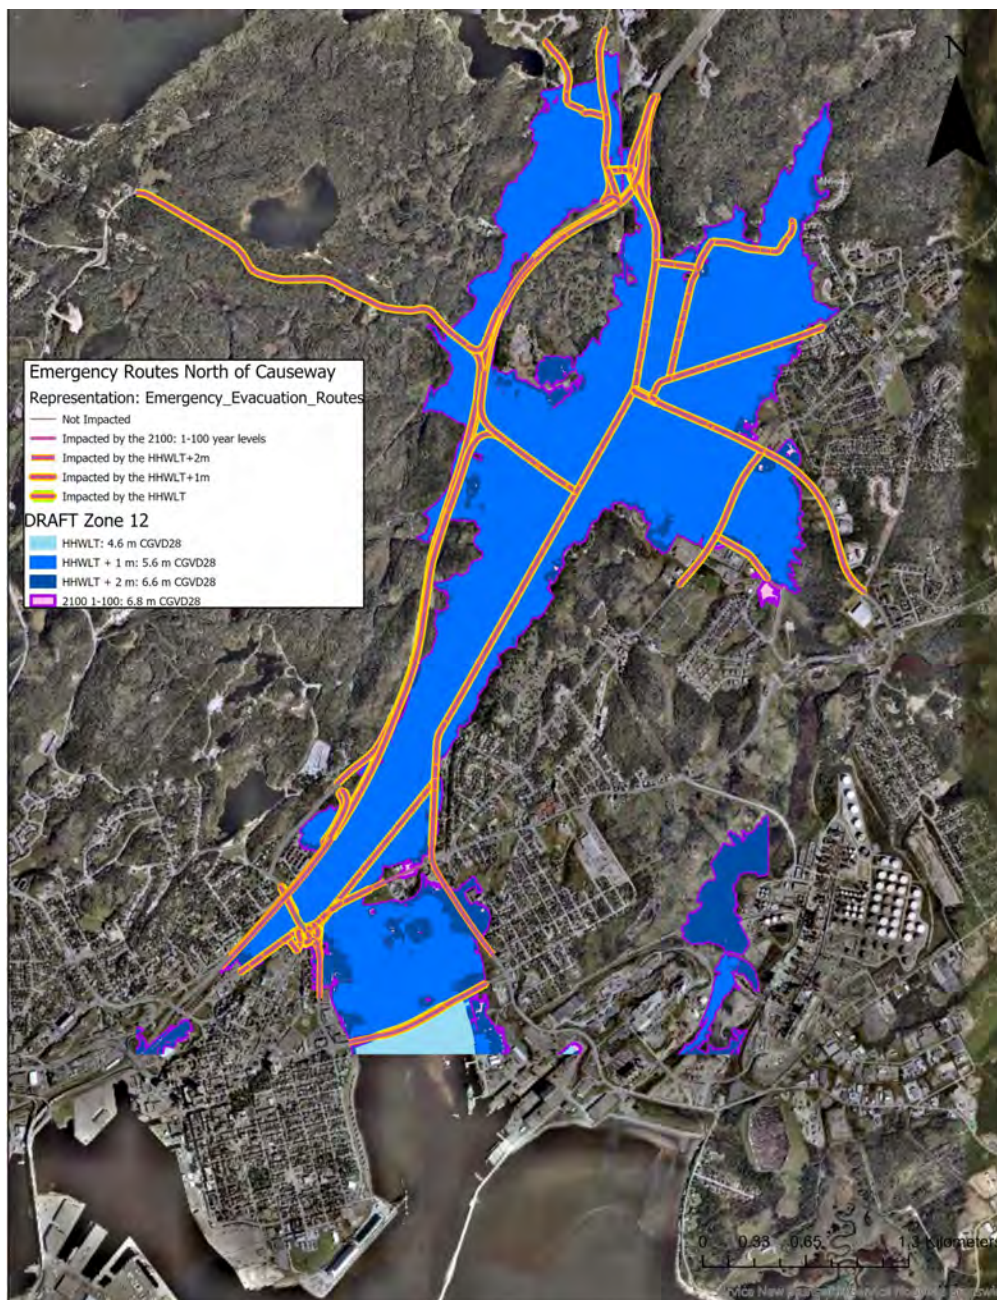 N
Emergency Routes North of Causeway
Representation: Emergency_Evacuation_Routes
Not Impacted
Impacted by the 2100: 1-100 year levels
Impacted by the HHWLT+2m
Impacted by the HHWLT+1m
Impacted by the HHWLT
DRAFT Zone 12
HHWLT: 4.6 m CGVD28
HHWLT + 1 m: 5.6 m CGVD28
HHWLT + 2 m: 6.6 m CGVD28
2100 1-100: 6.8 m CGVD28
0 0.33 0.65 1.3 Kilometers